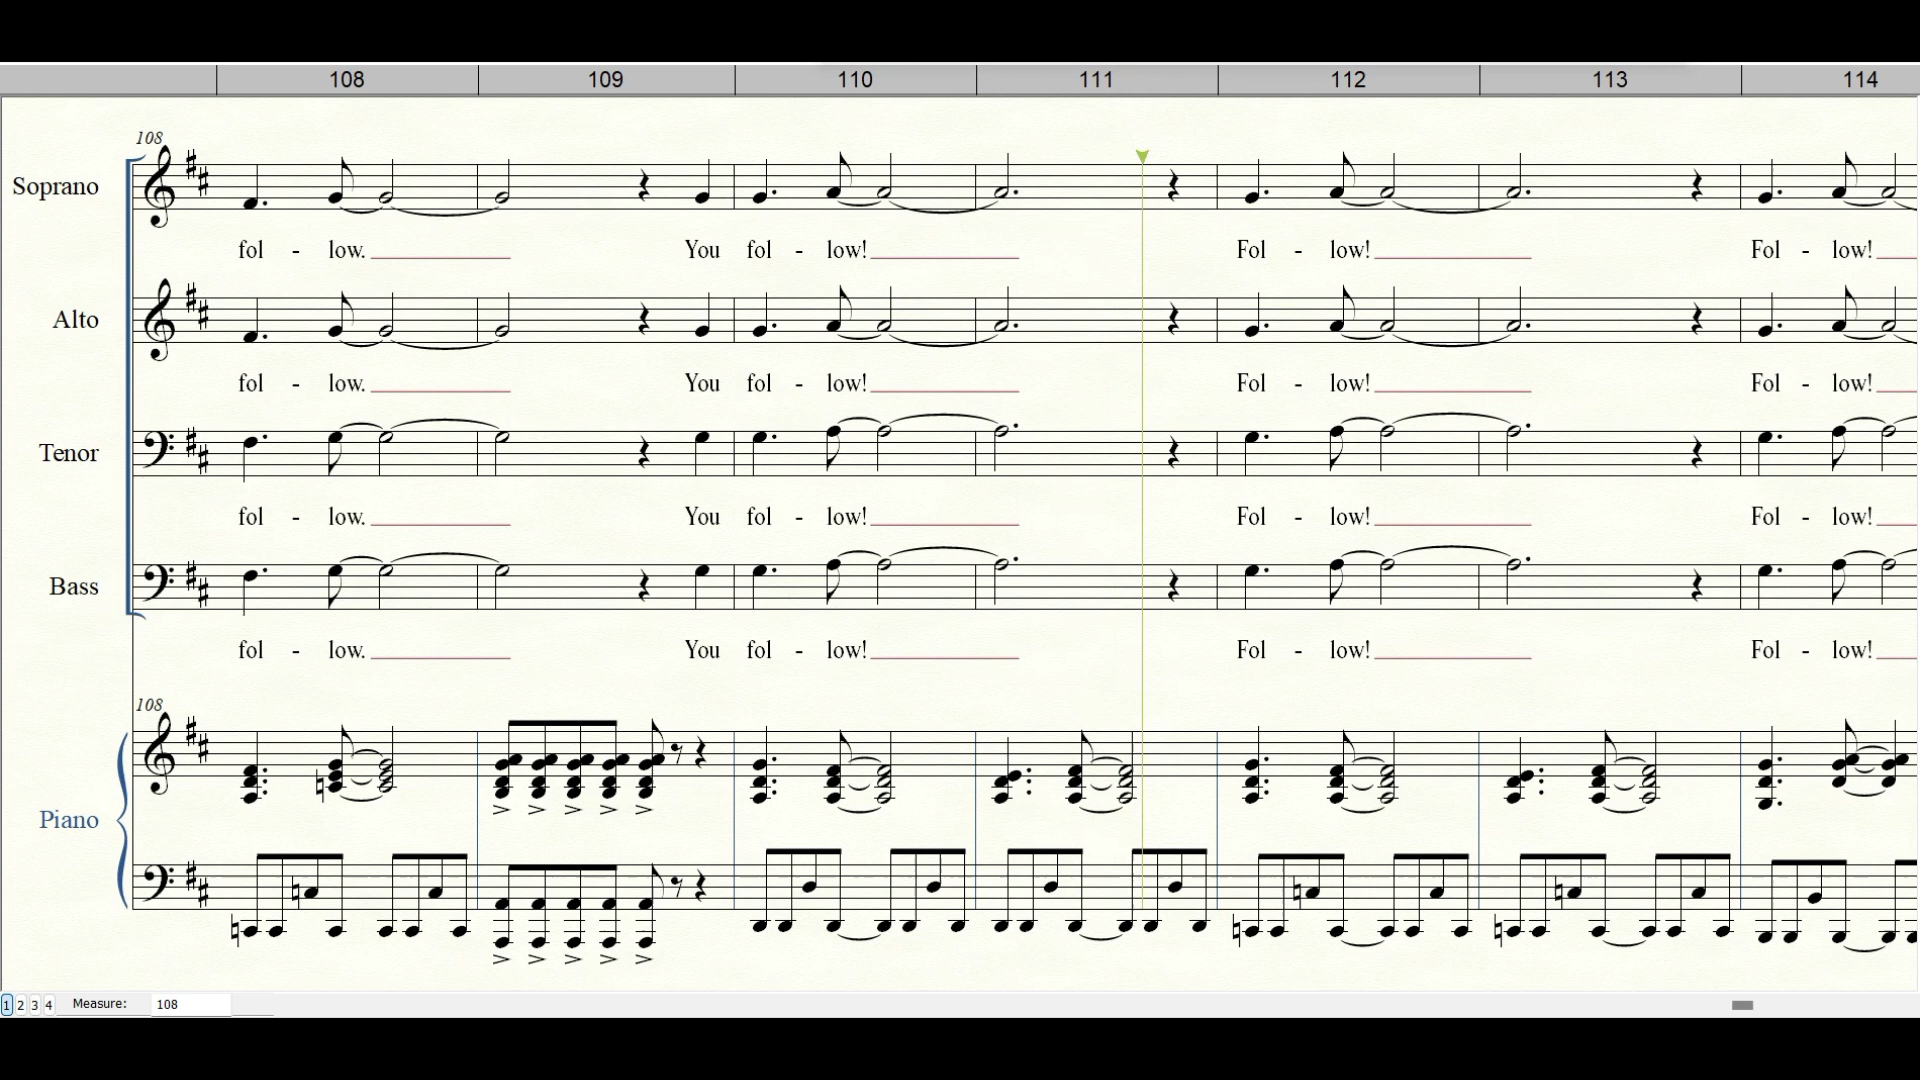 108 109 110 111 112 113 114
108
Soprano
fol - low. You fol - low! Fol - low! Fol - low!
Alto
fol - low. You fol - low! Fol - low! Fol - low!
Tenor
fol - low. You fol - low! Fol - low! Fol - low!
Bass
fol - low. You fol - low! Fol - low! Fol - low!
108
Piano
1 2 3 4 Measure: 108